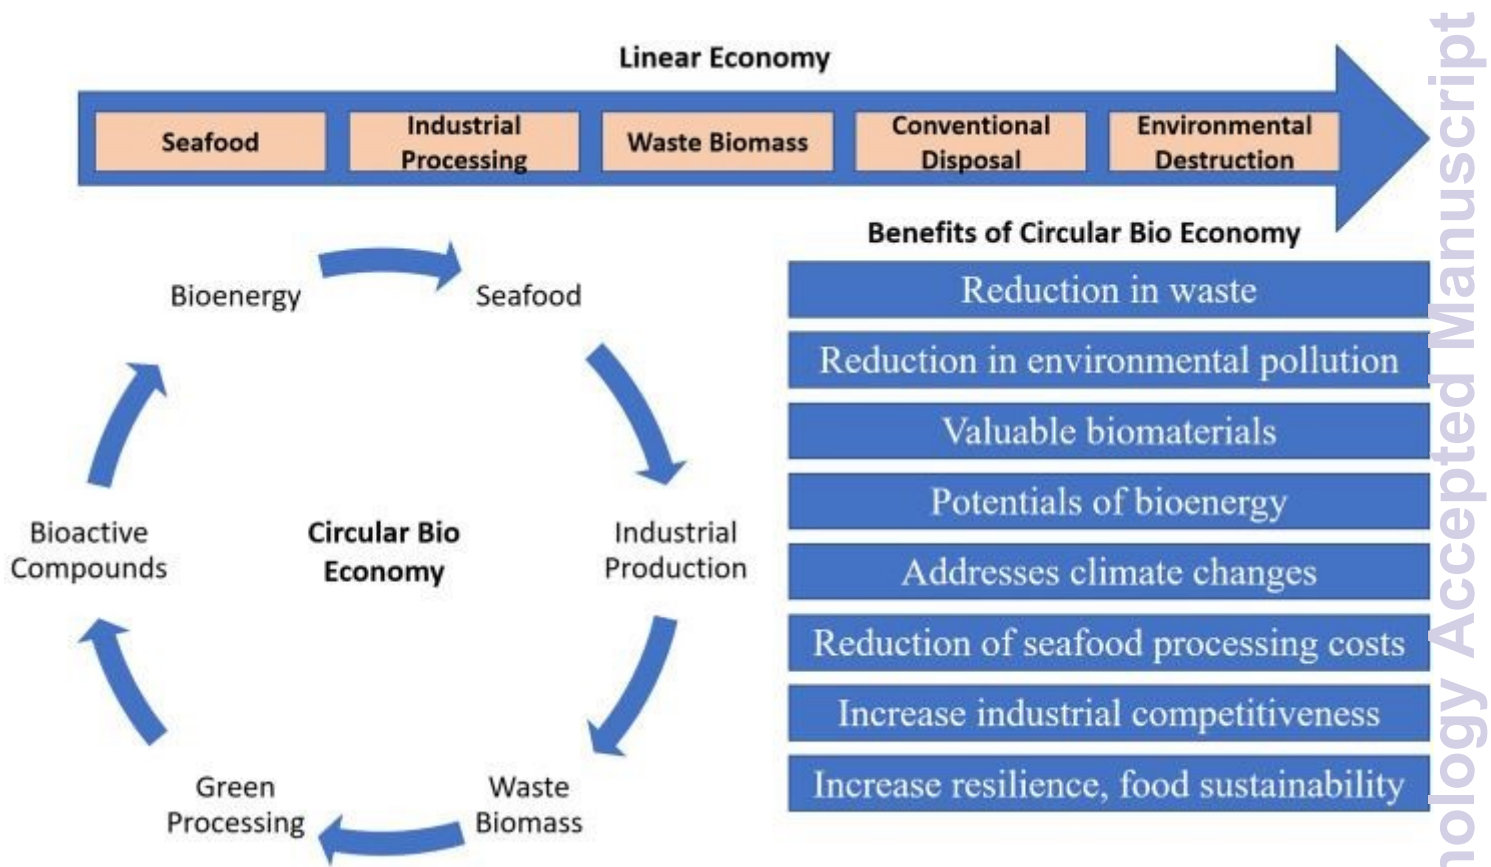 Linear Economy
Seafood
Industrial
Processing
Waste Biomass
Conventional
Disposal
Environmental
Destruction
Benefits of Circular Bio Economy
Reduction in waste
Reduction in environmental pollution
Valuable biomaterials
Potentials of bioenergy
Addresses climate changes
Reduction of seafood processing costs
Increase industrial competitiveness
Increase resilience, food sustainability
Bioenergy
Seafood
Bioactive
Compounds
Circular Bio
Economy
Industrial
Production
Green
Processing
Waste
Biomass
Accepted Manuscript